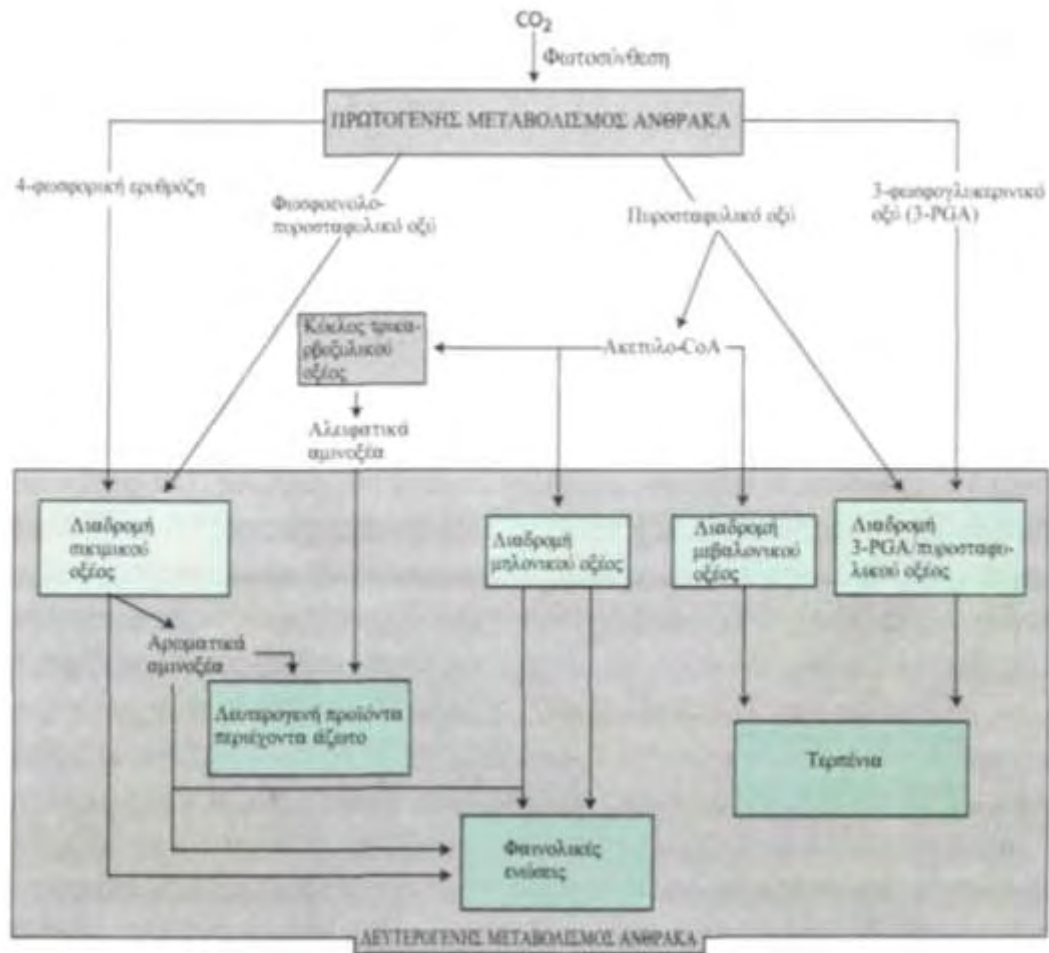 CO2
Φωτοσύνθεση
ΠΡΩΤΟΓΕΝΗΣ ΜΕΤΑΒΟΛΙΣΜΟΣ ΑΝΘΡΑΚΑ
4-φωσφορική ερυθρόζη
Φωσφοενολο-
πυροσταφυλικό οξύ
Πυροσταφυλικό οξύ
3-φωσφογλυκερινικό
οξύ (3-PGA)
Κύκλος τρικα-
ρβοξυλικού
οξέος
Ακετυλο-CoA
Αλειφατικά
αμινοξέα
Διαδρομή
σικιμικού
οξέος
Διαδρομή
μηλονικού οξέος
Διαδρομή
μεβαλονικού
οξέος
Διαδρομή
3-PGA/πυροσταφυ-
λικού οξέος
Αρωματικά
αμινοξέα
Δευτερογενή προϊόντα
περιέχοντα άζωτο
Τερπένια
Φαινολικές
ενώσεις
ΔΕΥΤΕΡΟΓΕΝΗΣ ΜΕΤΑΒΟΛΙΣΜΟΣ ΑΝΘΡΑΚΑ